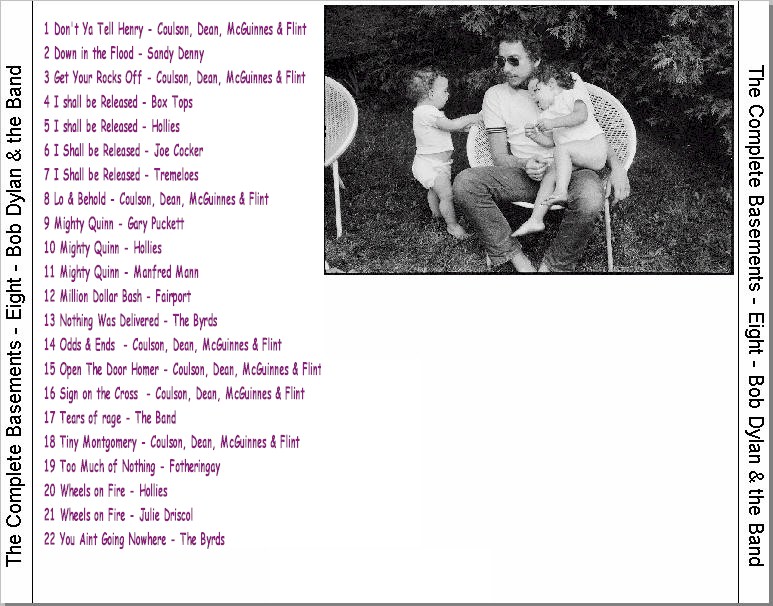 The Complete Basements - Eight - Bob Dylan & the Band
1 Don't Ya Tell Henry - Coulson, Dean, McGuinnes & Flint
2 Down in the Flood - Sandy Denny
3 Get Your Rocks Off - Coulson, Dean, McGuinnes & Flint
4 I shall be Released - Box Tops
5 I shall be Released - Hollies
6 I Shall be Released - Joe Cocker
7 I Shall be Released - Tremeloes
8 Lo & Behold - Coulson, Dean, McGuinnes & Flint
9 Mighty Quinn - Gary Puckett
10 Mighty Quinn - Hollies
11 Mighty Quinn - Manfred Mann
12 Million Dollar Bash - Fairport
13 Nothing Was Delivered - The Byrds
14 Odds & Ends - Coulson, Dean, McGuinnes & Flint
15 Open The Door Homer - Coulson, Dean, McGuinnes & Flint
16 Sign on the Cross - Coulson, Dean, McGuinnes & Flint
17 Tears of rage - The Band
18 Tiny Montgomery - Coulson, Dean, McGuinnes & Flint
19 Too Much of Nothing - Fotheringay
20 Wheels on Fire - Hollies
21 Wheels on Fire - Julie Driscol
22 You Aint Going Nowhere - The Byrds
The Complete Basements - Eight - Bob Dylan & the Band